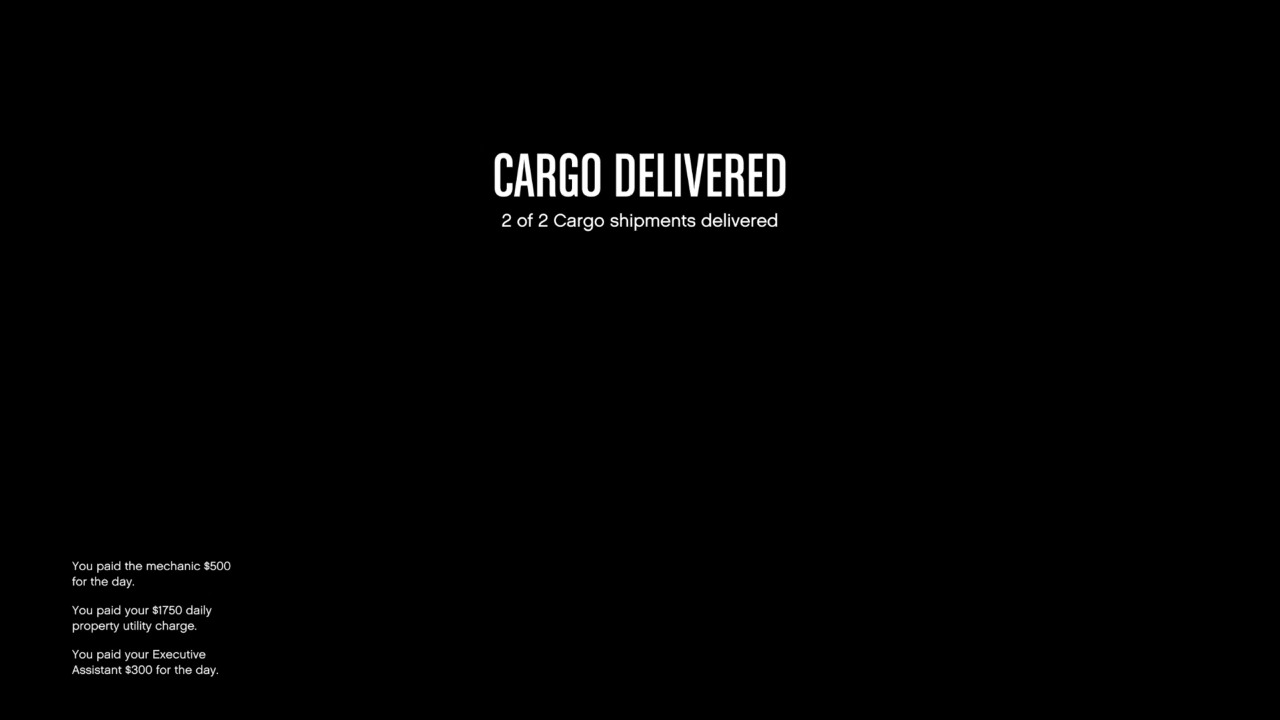 CARGO DELIVERED
2 of 2 Cargo shipments delivered
You paid the mechanic $500
for the day.
You paid your $1750 daily
property utility charge.
You paid your Executive
Assistant $300 for the day.